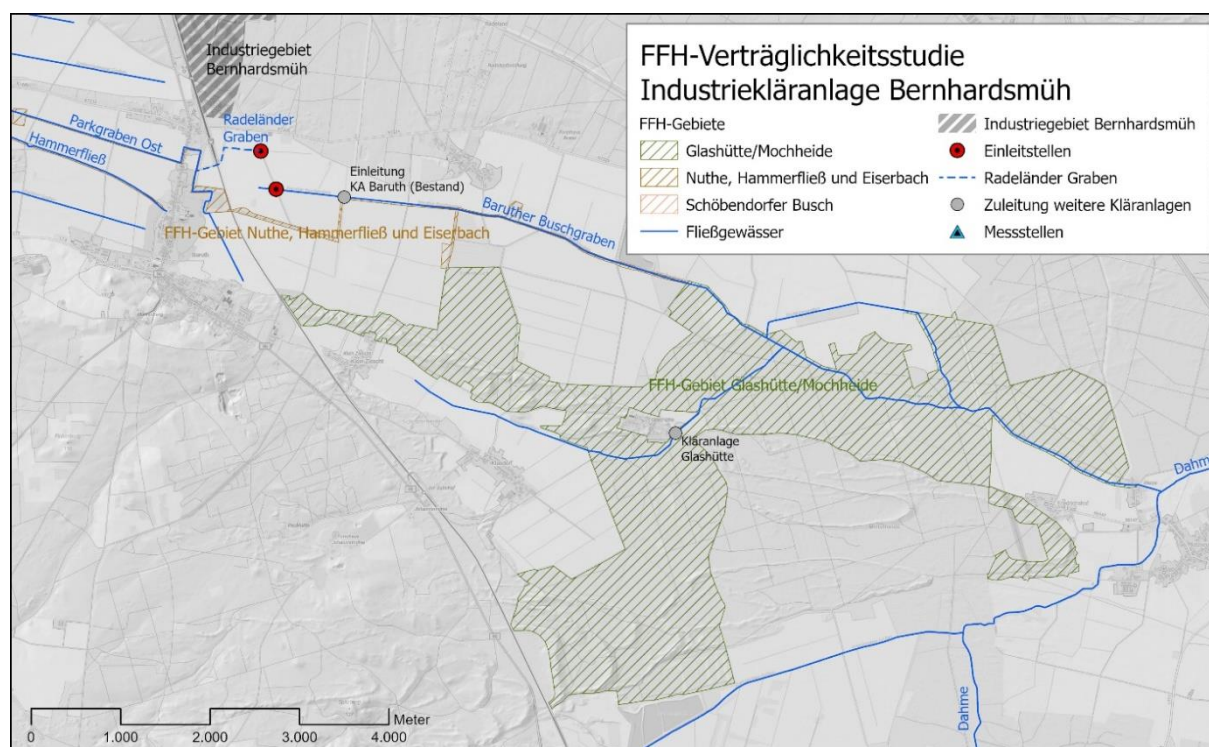 FFH-Verträglichkeitsstudie
Industriekläranlage Bernhardsmüh
FFH-Gebiete
Glashütte/Mochheide
Nuthe, Hammerfließ und Eiserbach
Schöbendorfer Busch
Fließgewässer
Industriegebiet Bernhardsmüh
Einleitstellen
Radeländer Graben
Zuleitung weitere Kläranlagen
Messstellen
Industriegebiet
Bernhardsmüh
Radeländer
Graben
Parkgraben Ost
Hammerfließ
Einleitung
KA Baruth (Bestand)
Baruther Buschgraben
FFH-Gebiet Nuthe, Hammerfließ und Eiserbach
FFH-Gebiet Glashütte/Mochheide
Kläranlage
Glashütte
Dahme
Dahme
0 1.000 2.000 3.000 4.000 Meter